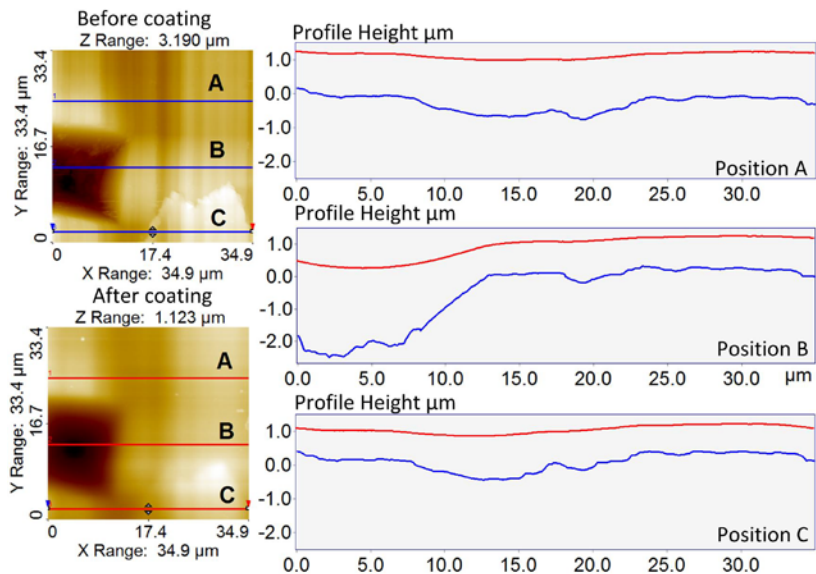 Before coating
Z Range: 3.190 µm
Y Range: 33.4 µm
33.4
16.7
0
A
B
C
0 17.4 34.9
X Range: 34.9 µm
After coating
Z Range: 1.123 µm
Y Range: 33.4 µm
33.4
16.7
0
A
B
C
0 17.4 34.9
X Range: 34.9 µm
Profile Height µm
1.0
0.0
-1.0
-2.0
Position A
0.0 5.0 10.0 15.0 20.0 25.0 30.0
Profile Height µm
1.0
0.0
-1.0
-2.0
Position B
0.0 5.0 10.0 15.0 20.0 25.0 30.0 µm
Profile Height µm
1.0
0.0
-1.0
-2.0
Position C
0.0 5.0 10.0 15.0 20.0 25.0 30.0